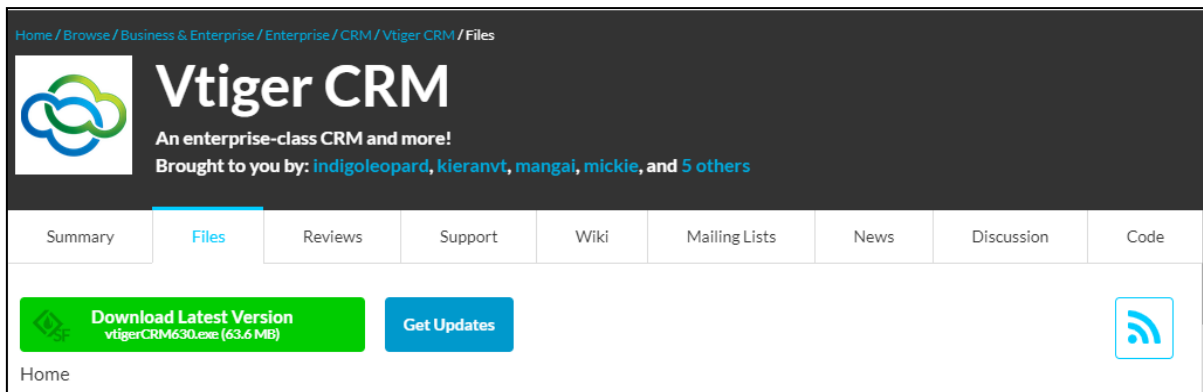 Home / Browse / Business & Enterprise / Enterprise / CRM / Vtiger CRM / Files
Vtiger CRM
An enterprise-class CRM and more!
Brought to you by: indigoleopard, kieranvt, mangai, mickie, and 5 others
Summary Files Reviews Support Wiki Mailing Lists News Discussion Code
Download Latest Version Get Updates
vtigerCRM630.exe (63.6 MB)
SF
Home